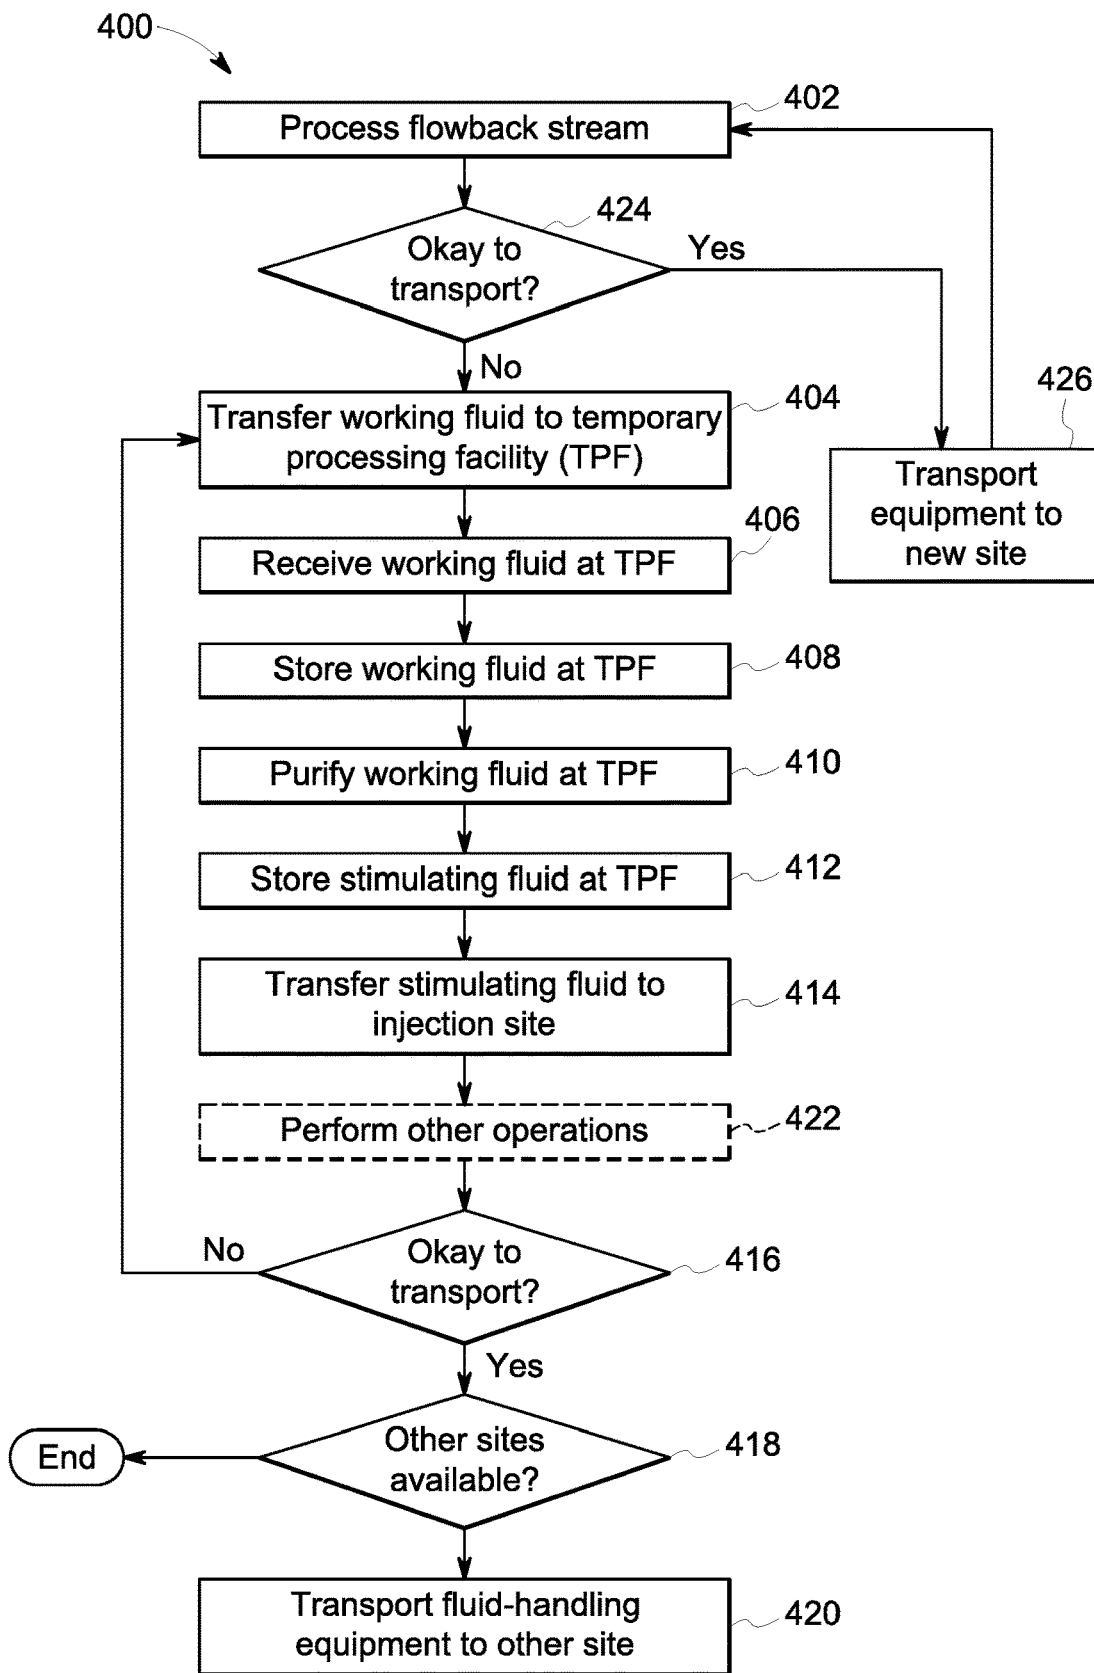 400
402
Process flowback stream
424
Okay to
transport?
Yes
No
404
Transfer working fluid to temporary
processing facility (TPF)
426
Transport
equipment to
new site
406
Receive working fluid at TPF
408
Store working fluid at TPF
410
Purify working fluid at TPF
412
Store stimulating fluid at TPF
414
Transfer stimulating fluid to
injection site
422
Perform other operations
No
416
Okay to
transport?
Yes
418
Other sites
available?
End
420
Transport fluid-handling
equipment to other site